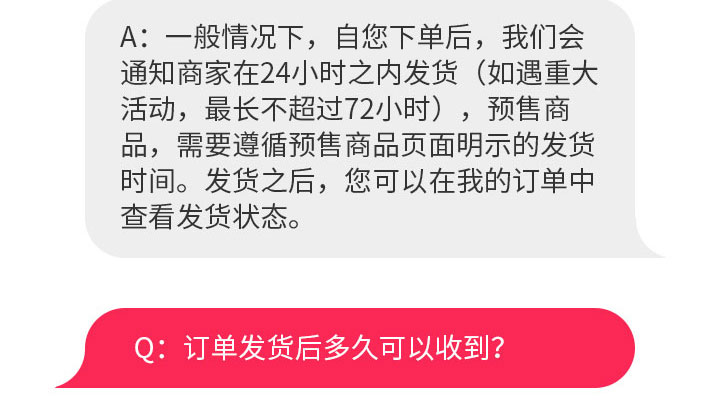 A：一般情况下，自您下单后，我们会
通知商家在24小时之内发货（如遇重大
活动，最长不超过72小时），预售商
品，需要遵循预售商品页面明示的发货
时间。发货之后，您可以在我的订单中
查看发货状态。
Q：订单发货后多久可以收到？